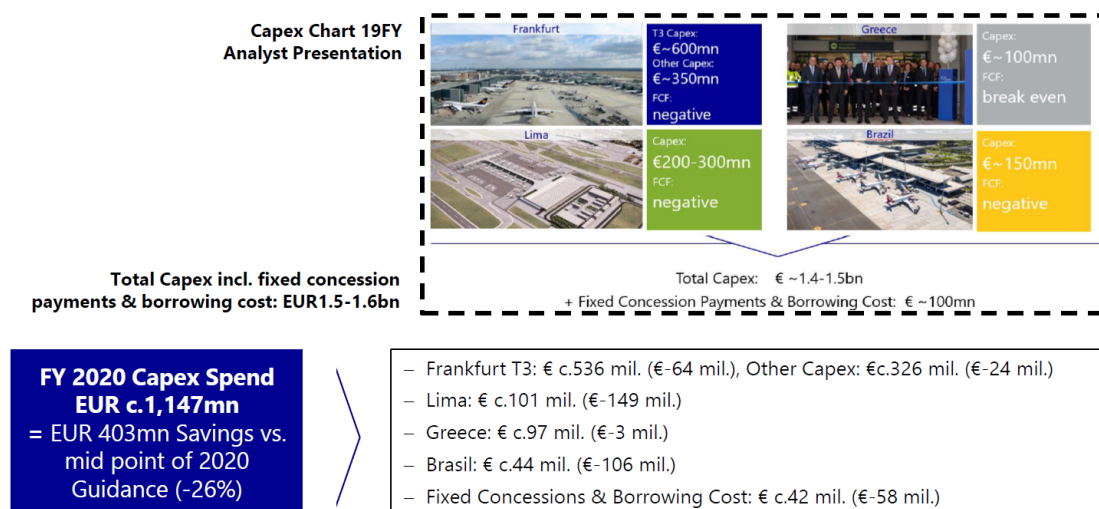 Capex Chart 19FY
Analyst Presentation
Frankfurt
T3 Capex:
€~600mn
Other Capex:
€~350mn
FCF:
negative
Greece
Capex:
€~100mn
FCF:
break even
Lima
Capex:
€200-300mn
FCF:
negative
Brazil
Capex:
€~150mn
FCF:
negative
Total Capex incl. fixed concession
payments & borrowing cost: EUR1.5-1.6bn
Total Capex: € ~1.4-1.5bn
+ Fixed Concession Payments & Borrowing Cost: € ~100mn
FY 2020 Capex Spend
EUR c.1,147mn
= EUR 403mn Savings vs.
mid point of 2020
Guidance (-26%)
– Frankfurt T3: € c.536 mil. (€-64 mil.), Other Capex: €c.326 mil. (€-24 mil.)
– Lima: € c.101 mil. (€-149 mil.)
– Greece: € c.97 mil. (€-3 mil.)
– Brasil: € c.44 mil. (€-106 mil.)
– Fixed Concessions & Borrowing Cost: € c.42 mil. (€-58 mil.)